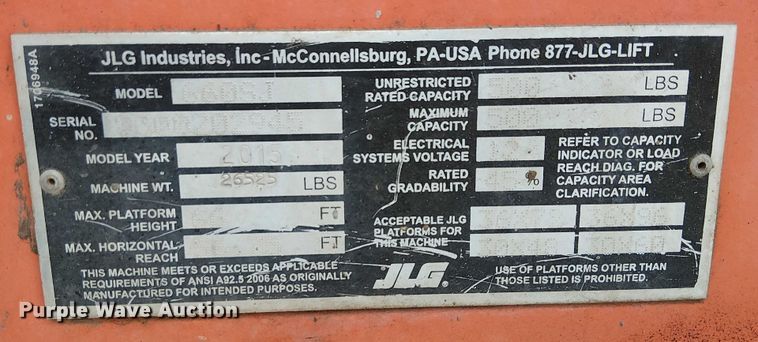 1706948A
JLG Industries, Inc - McConnellsburg, PA-USA Phone 877-JLG-LIFT
MODEL
SERIAL NO.
MODEL YEAR 2015
MACHINE WT. 26525 LBS
MAX. PLATFORM HEIGHT FT
MAX. HORIZONTAL REACH FT
THIS MACHINE MEETS OR EXCEEDS APPLICABLE
REQUIREMENTS OF ANSI A92.5 2006 AS ORIGINALLY
MANUFACTURED FOR INTENDED PURPOSES.
UNRESTRICTED
RATED CAPACITY LBS
MAXIMUM
CAPACITY LBS
ELECTRICAL
SYSTEMS VOLTAGE
RATED
GRADABILITY %
REFER TO CAPACITY
INDICATOR OR LOAD
REACH DIAG. FOR
CAPACITY AREA
CLARIFICATION.
ACCEPTABLE JLG
PLATFORMS FOR
THIS MACHINE
JLG
USE OF PLATFORMS OTHER THAN
THOSE LISTED IS PROHIBITED.
Purple Wave Auction